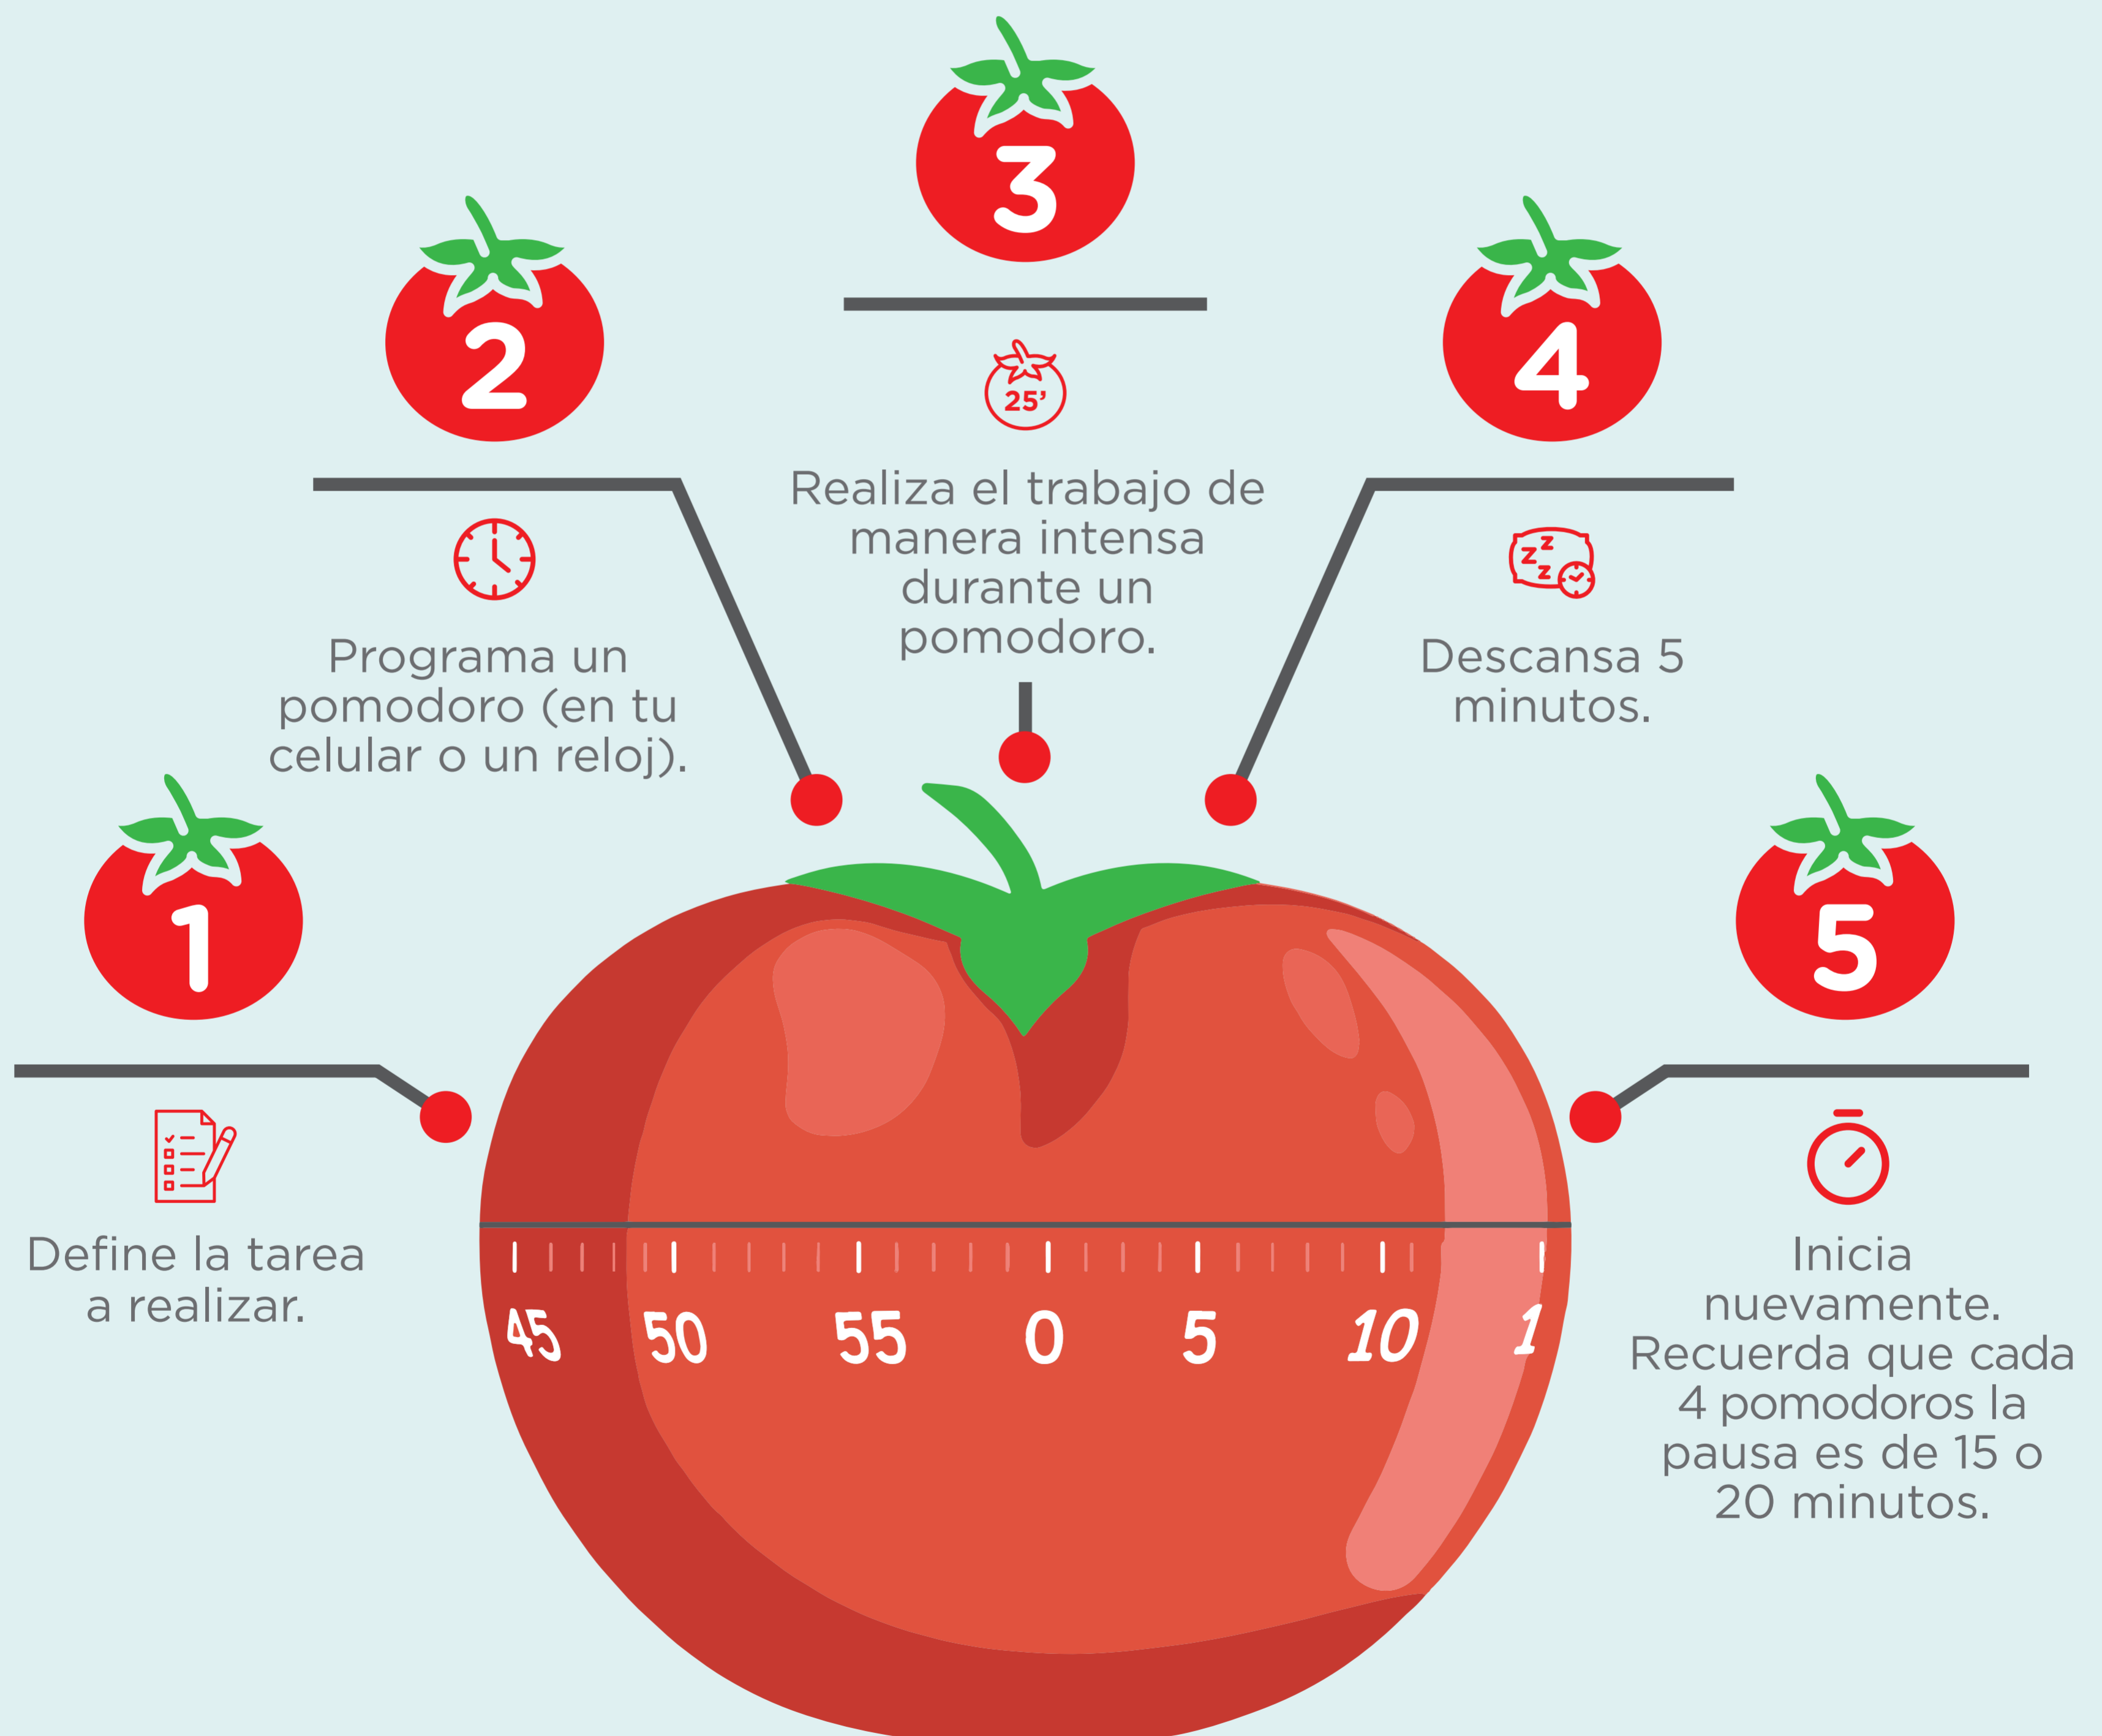 1
Define la tarea
a realizar.
2
Programa un
pomodoro (en tu
celular o un reloj).
3
25'
Realiza el trabajo de
manera intensa
durante un
pomodoro.
4
z z z z
Descansa 5
minutos.
5
Inicia
nuevamente.
Recuerda que cada
4 pomodoros la
pausa es de 15 o
20 minutos.
45 50 55 0 5 10 1